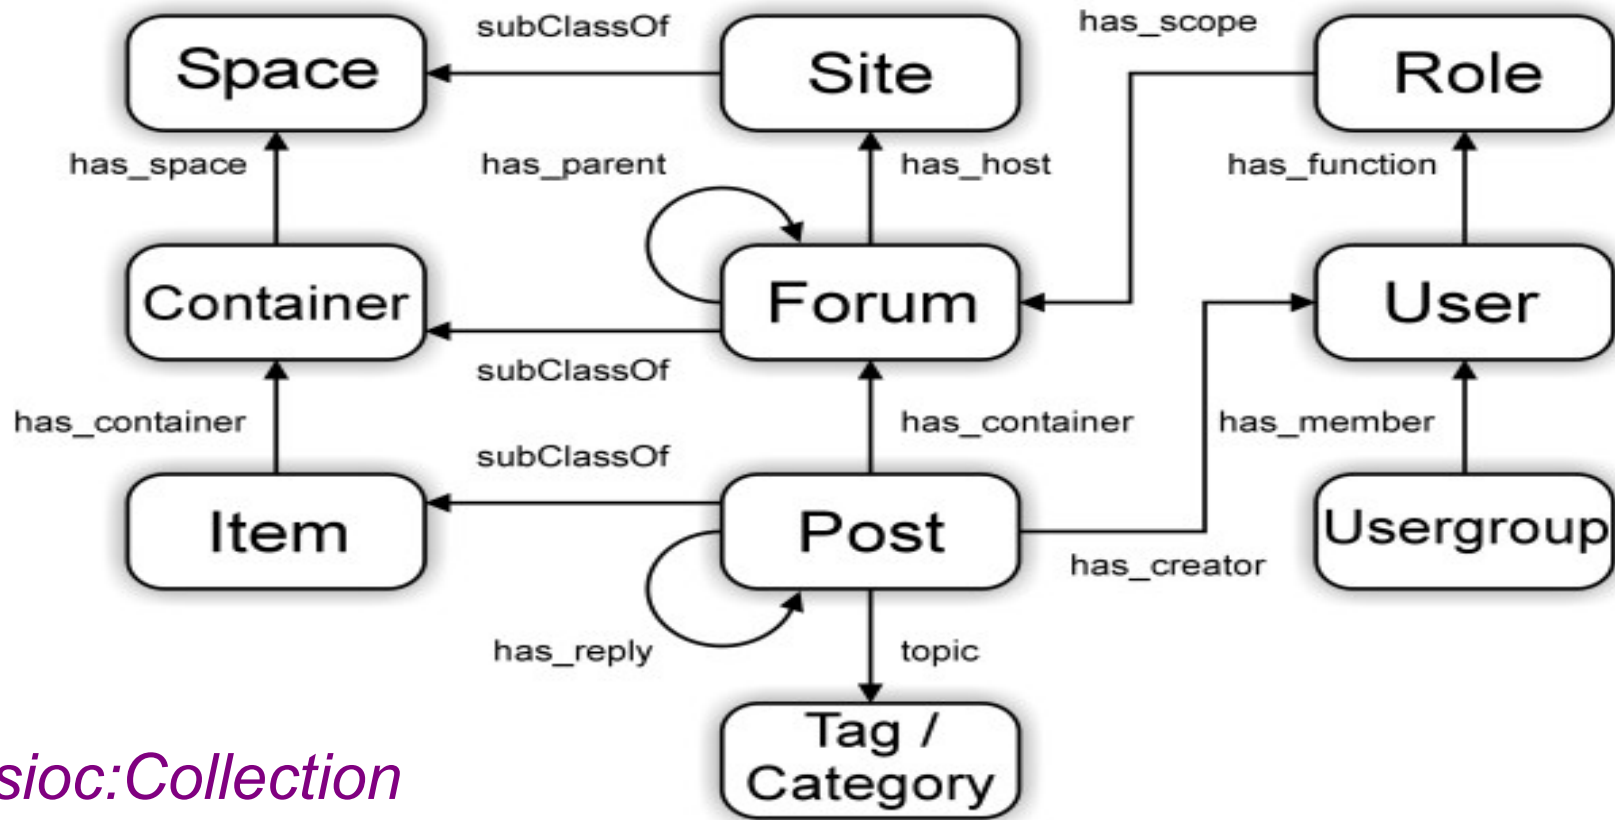 subClassOf
has_scope
Space
Site
Role
has_space
has_parent
has_host
has_function
Container
Forum
User
subClassOf
has_container
has_container
has_member
subClassOf
Item
Post
Usergroup
has_creator
has_reply
topic
Tag /
Category
sioc:Collection